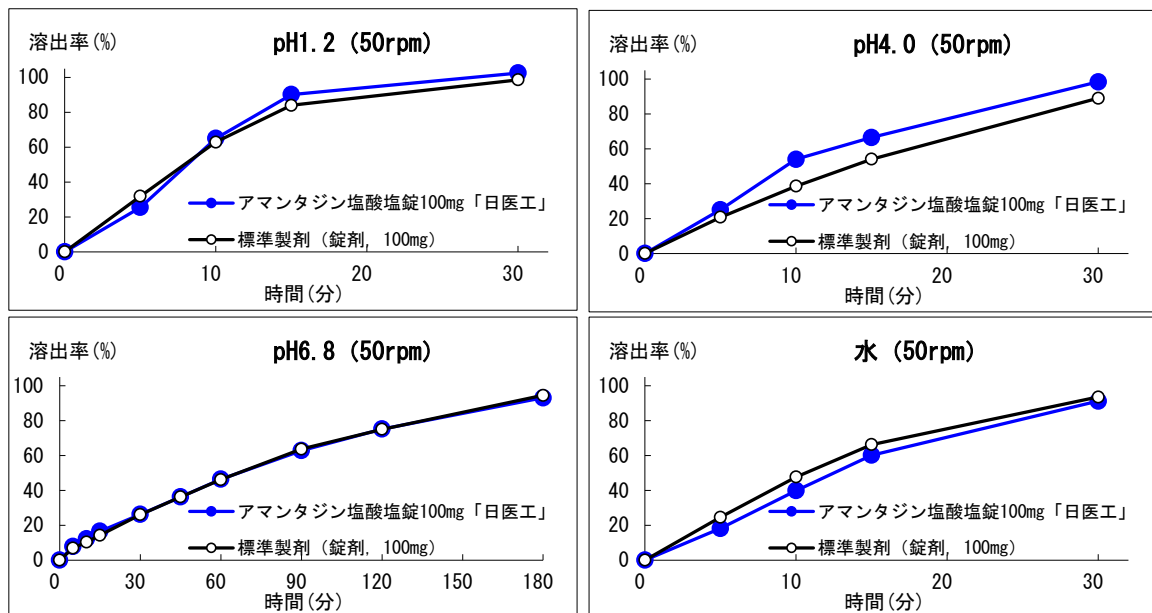 溶出率(%)
pH1.2 (50rpm)
100
80
60
40
20
0
アマンタジン塩酸塩錠100mg「日医工」
標準製剤（錠剤, 100mg）
0
10
20
30
時間(分)
溶出率(%)
pH4.0 (50rpm)
100
80
60
40
20
0
アマンタジン塩酸塩錠100mg「日医工」
標準製剤（錠剤, 100mg）
0
10
20
30
時間(分)
溶出率(%)
pH6.8 (50rpm)
100
80
60
40
20
0
アマンタジン塩酸塩錠100mg「日医工」
標準製剤（錠剤, 100mg）
0
30
60
90
120
150
180
時間(分)
溶出率(%)
水 (50rpm)
100
80
60
40
20
0
アマンタジン塩酸塩錠100mg「日医工」
標準製剤（錠剤, 100mg）
0
10
20
30
時間(分)